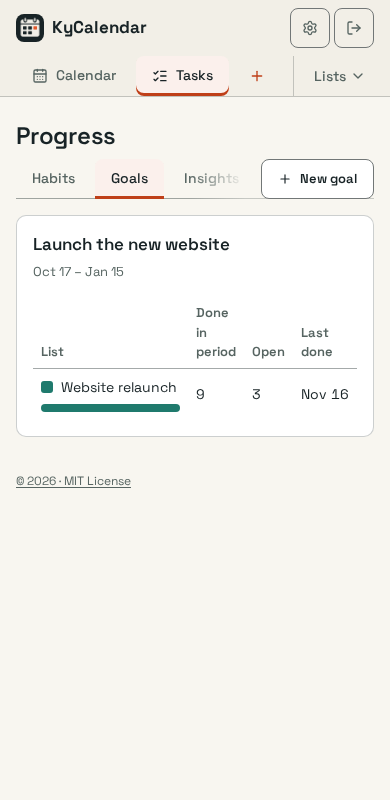 KyCalendar
Calendar
Tasks
Lists
Progress
Habits
Goals
Insights
New goal
Launch the new website
Oct 17 – Jan 15
List
Done in period
Open
Last done
Website relaunch
9
3
Nov 16
© 2026 · MIT License